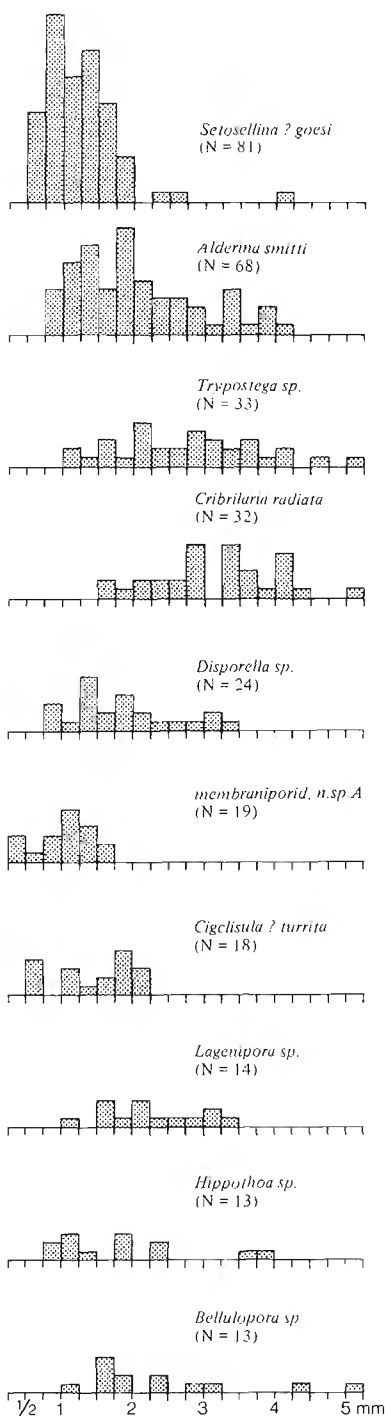 Setosellina ? goesi
(N = 81)
Alderina smitti
(N = 68)
Trypostega sp.
(N = 33)
Cribrilaria radiata
(N = 32)
Disporella sp.
(N = 24)
membraniporid, n.sp.A
(N = 19)
Cigclisula ? turrita
(N = 18)
Lagenipora sp.
(N = 14)
Hippothoa sp.
(N = 13)
Bellulopora sp
(N = 13)
½ 1 2 3 4 5 mm